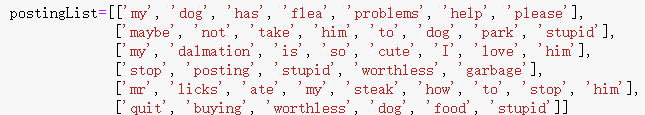 postingList=[['my', 'dog', 'has', 'flea', 'problems', 'help', 'please'],
['maybe', 'not', 'take', 'him', 'to', 'dog', 'park', 'stupid'],
['my', 'dalmation', 'is', 'so', 'cute', 'I', 'love', 'him'],
['stop', 'posting', 'stupid', 'worthless', 'garbage'],
['mr', 'licks', 'ate', 'my', 'steak', 'how', 'to', 'stop', 'him'],
['quit', 'buying', 'worthless', 'dog', 'food', 'stupid']]